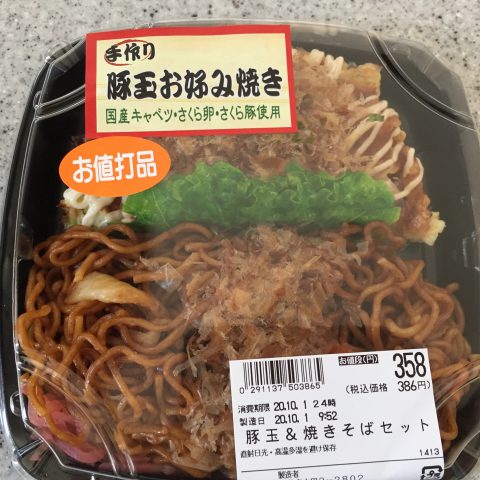 手作り
豚玉お好み焼き
国産キャベツ・さくら卵・さくら豚使用
お値打品
お値段(円) 358
(税込価格 386円)
0 291137 503865
消費期限 20.10. 1 24時
製造日 20.10. 1 9:52
豚玉&焼きそばセット
直射日光・高温多湿を避け保存
1413
製造者